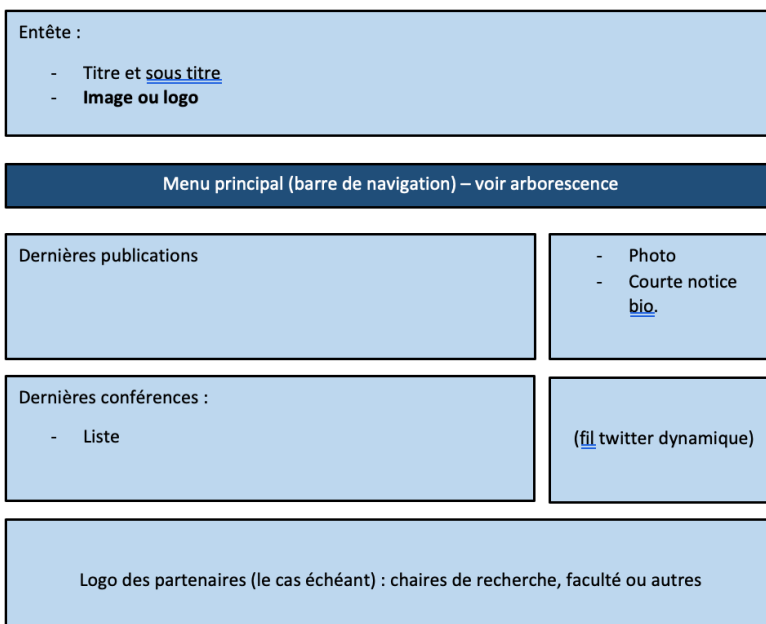 Entête :
- Titre et sous titre
- Image ou logo
Menu principal (barre de navigation) – voir arborescence
Dernières publications
- Photo
- Courte notice
bio.
Dernières conférences :
- Liste
(fil twitter dynamique)
Logo des partenaires (le cas échéant) : chaires de recherche, faculté ou autres